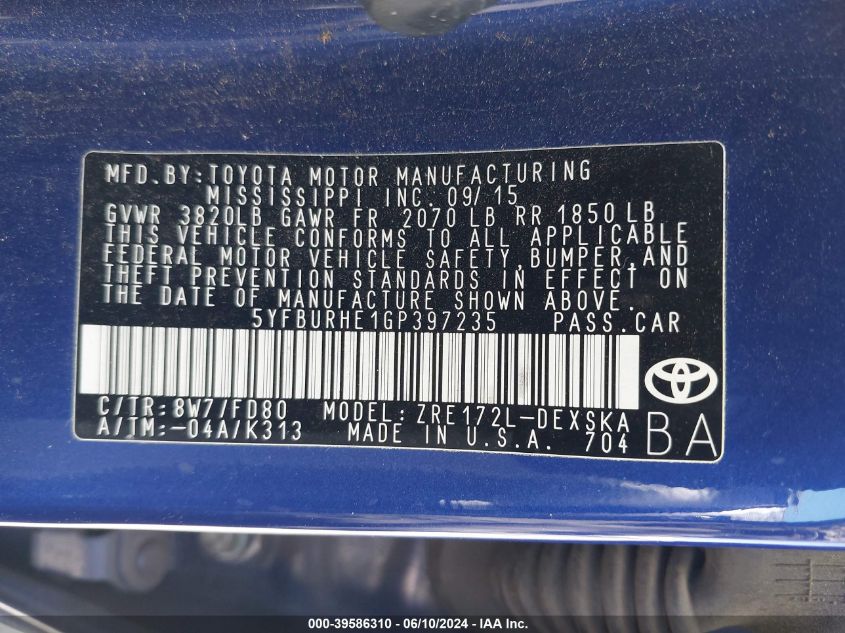 MFD.BY:TOYOTA MOTOR MANUFACTURING
MISSISSIPPI INC. 09/15
GVWR 3820LB GAWR FR 2070 LB RR 1850 LB
THIS VEHICLE CONFORMS TO ALL APPLICABLE
FEDERAL MOTOR VEHICLE SAFETY, BUMPER, AND
THEFT PREVENTION STANDARDS IN EFFECT ON
THE DATE OF MANUFACTURE SHOWN ABOVE.
5YFBURHE1GP397235 PASS.CAR
C/TR:8W7/FD80 MODEL:ZRE172L-DEXSKA
A/TM:-04A/K313 MADE IN U.S.A. 704
BA
000-39586310 - 06/10/2024 - IAA Inc.